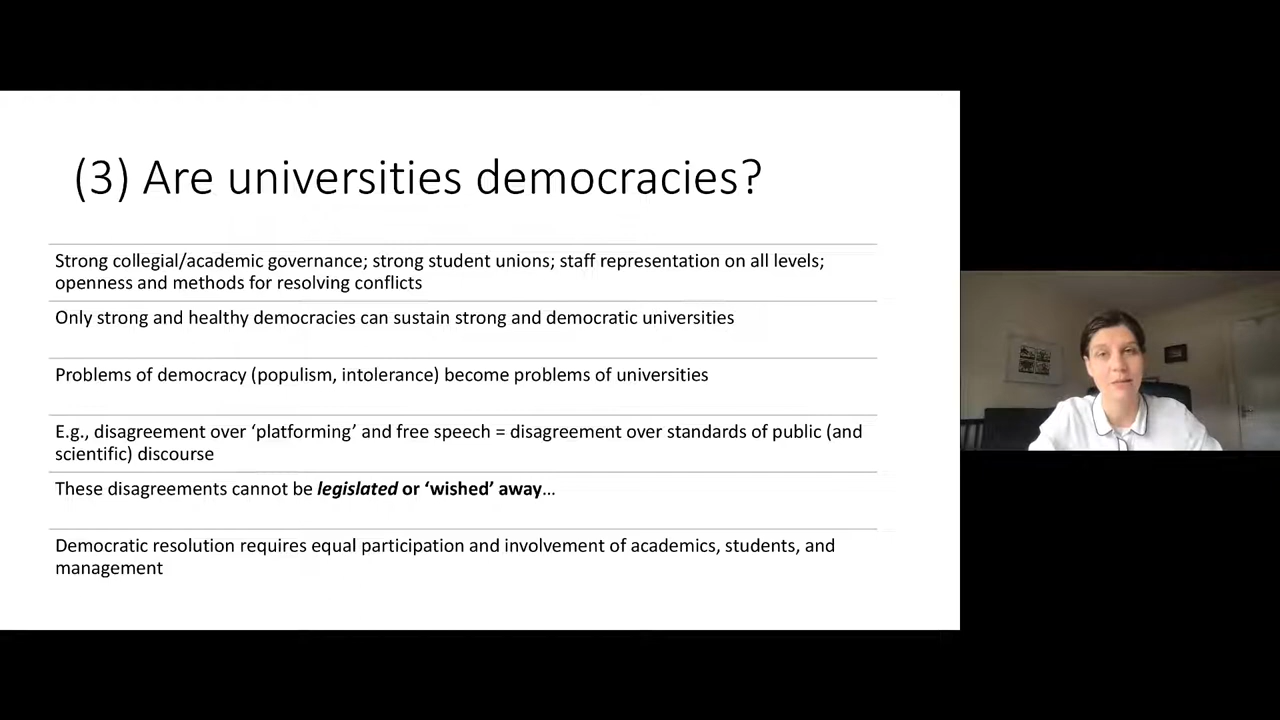 (3) Are universities democracies?
Strong collegial/academic governance; strong student unions; staff representation on all levels;
openness and methods for resolving conflicts
Only strong and healthy democracies can sustain strong and democratic universities
Problems of democracy (populism, intolerance) become problems of universities
E.g., disagreement over ‘platforming’ and free speech = disagreement over standards of public (and
scientific) discourse
These disagreements cannot be legislated or ‘wished’ away…
Democratic resolution requires equal participation and involvement of academics, students, and
management